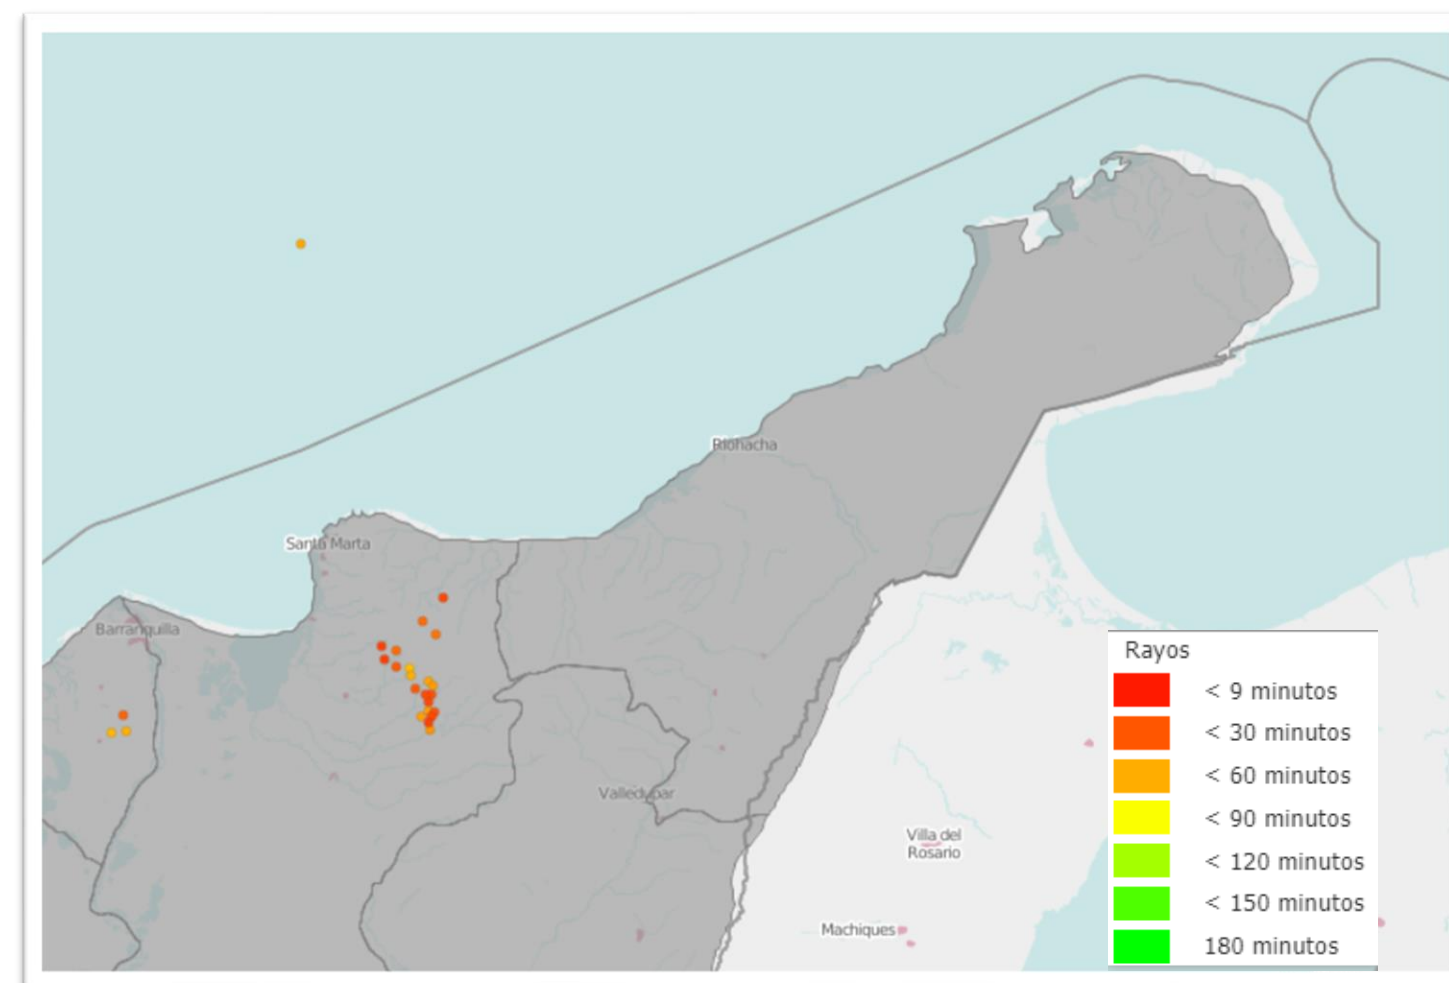 Riohacha
Santa Marta
Barranquilla
Valledupar
Villa del
Rosario
Machiques
Rayos
< 9 minutos
< 30 minutos
< 60 minutos
< 90 minutos
< 120 minutos
< 150 minutos
180 minutos